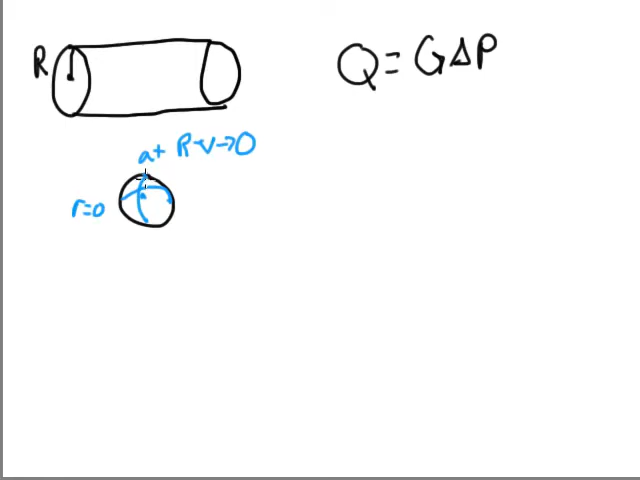 R
Q = GΔP
at R v→0
r=0